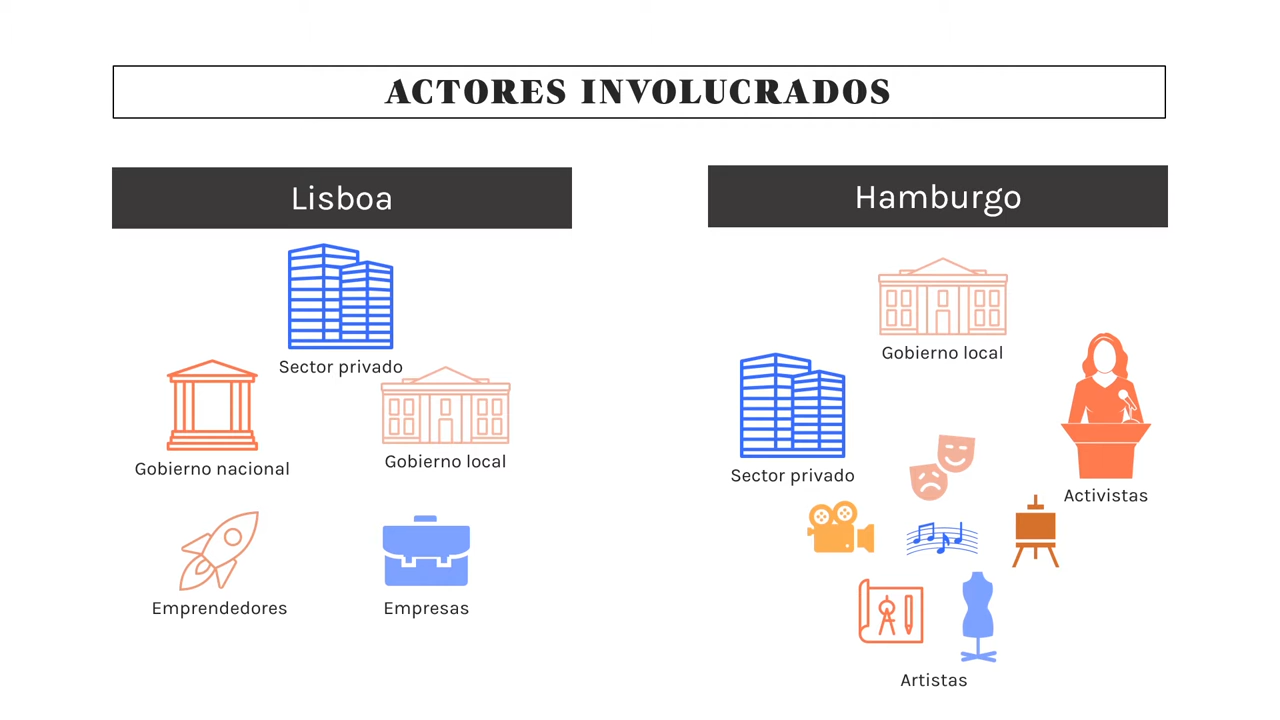 ACTORES INVOLUCRADOS
Lisboa
Sector privado
Gobierno nacional
Gobierno local
Emprendedores
Empresas
Hamburgo
Gobierno local
Sector privado
Activistas
Artistas